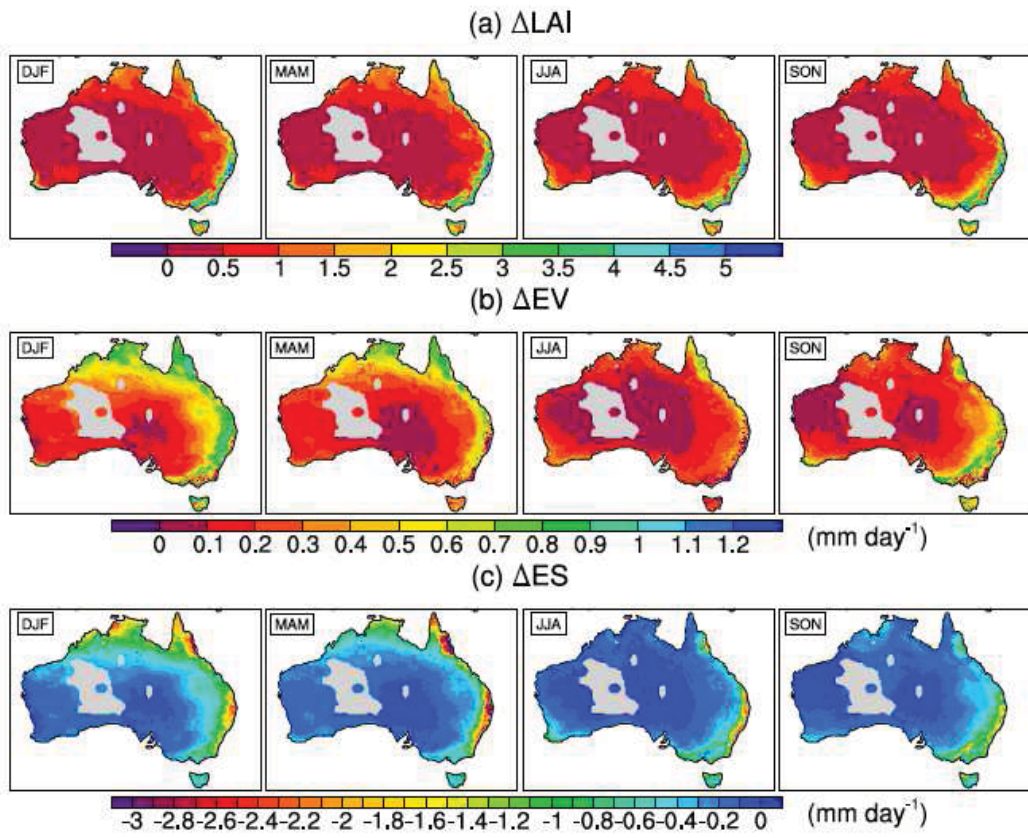 (a) ΔLAI
DJF MAM JJA SON
0 0.5 1 1.5 2 2.5 3 3.5 4 4.5 5
(b) ΔEV
DJF MAM JJA SON
0 0.1 0.2 0.3 0.4 0.5 0.6 0.7 0.8 0.9 1 1.1 1.2 (mm day⁻¹)
(c) ΔES
DJF MAM JJA SON
-3 -2.8 -2.6 -2.4 -2.2 -2 -1.8 -1.6 -1.4 -1.2 -1 -0.8 -0.6 -0.4 -0.2 0 (mm day⁻¹)